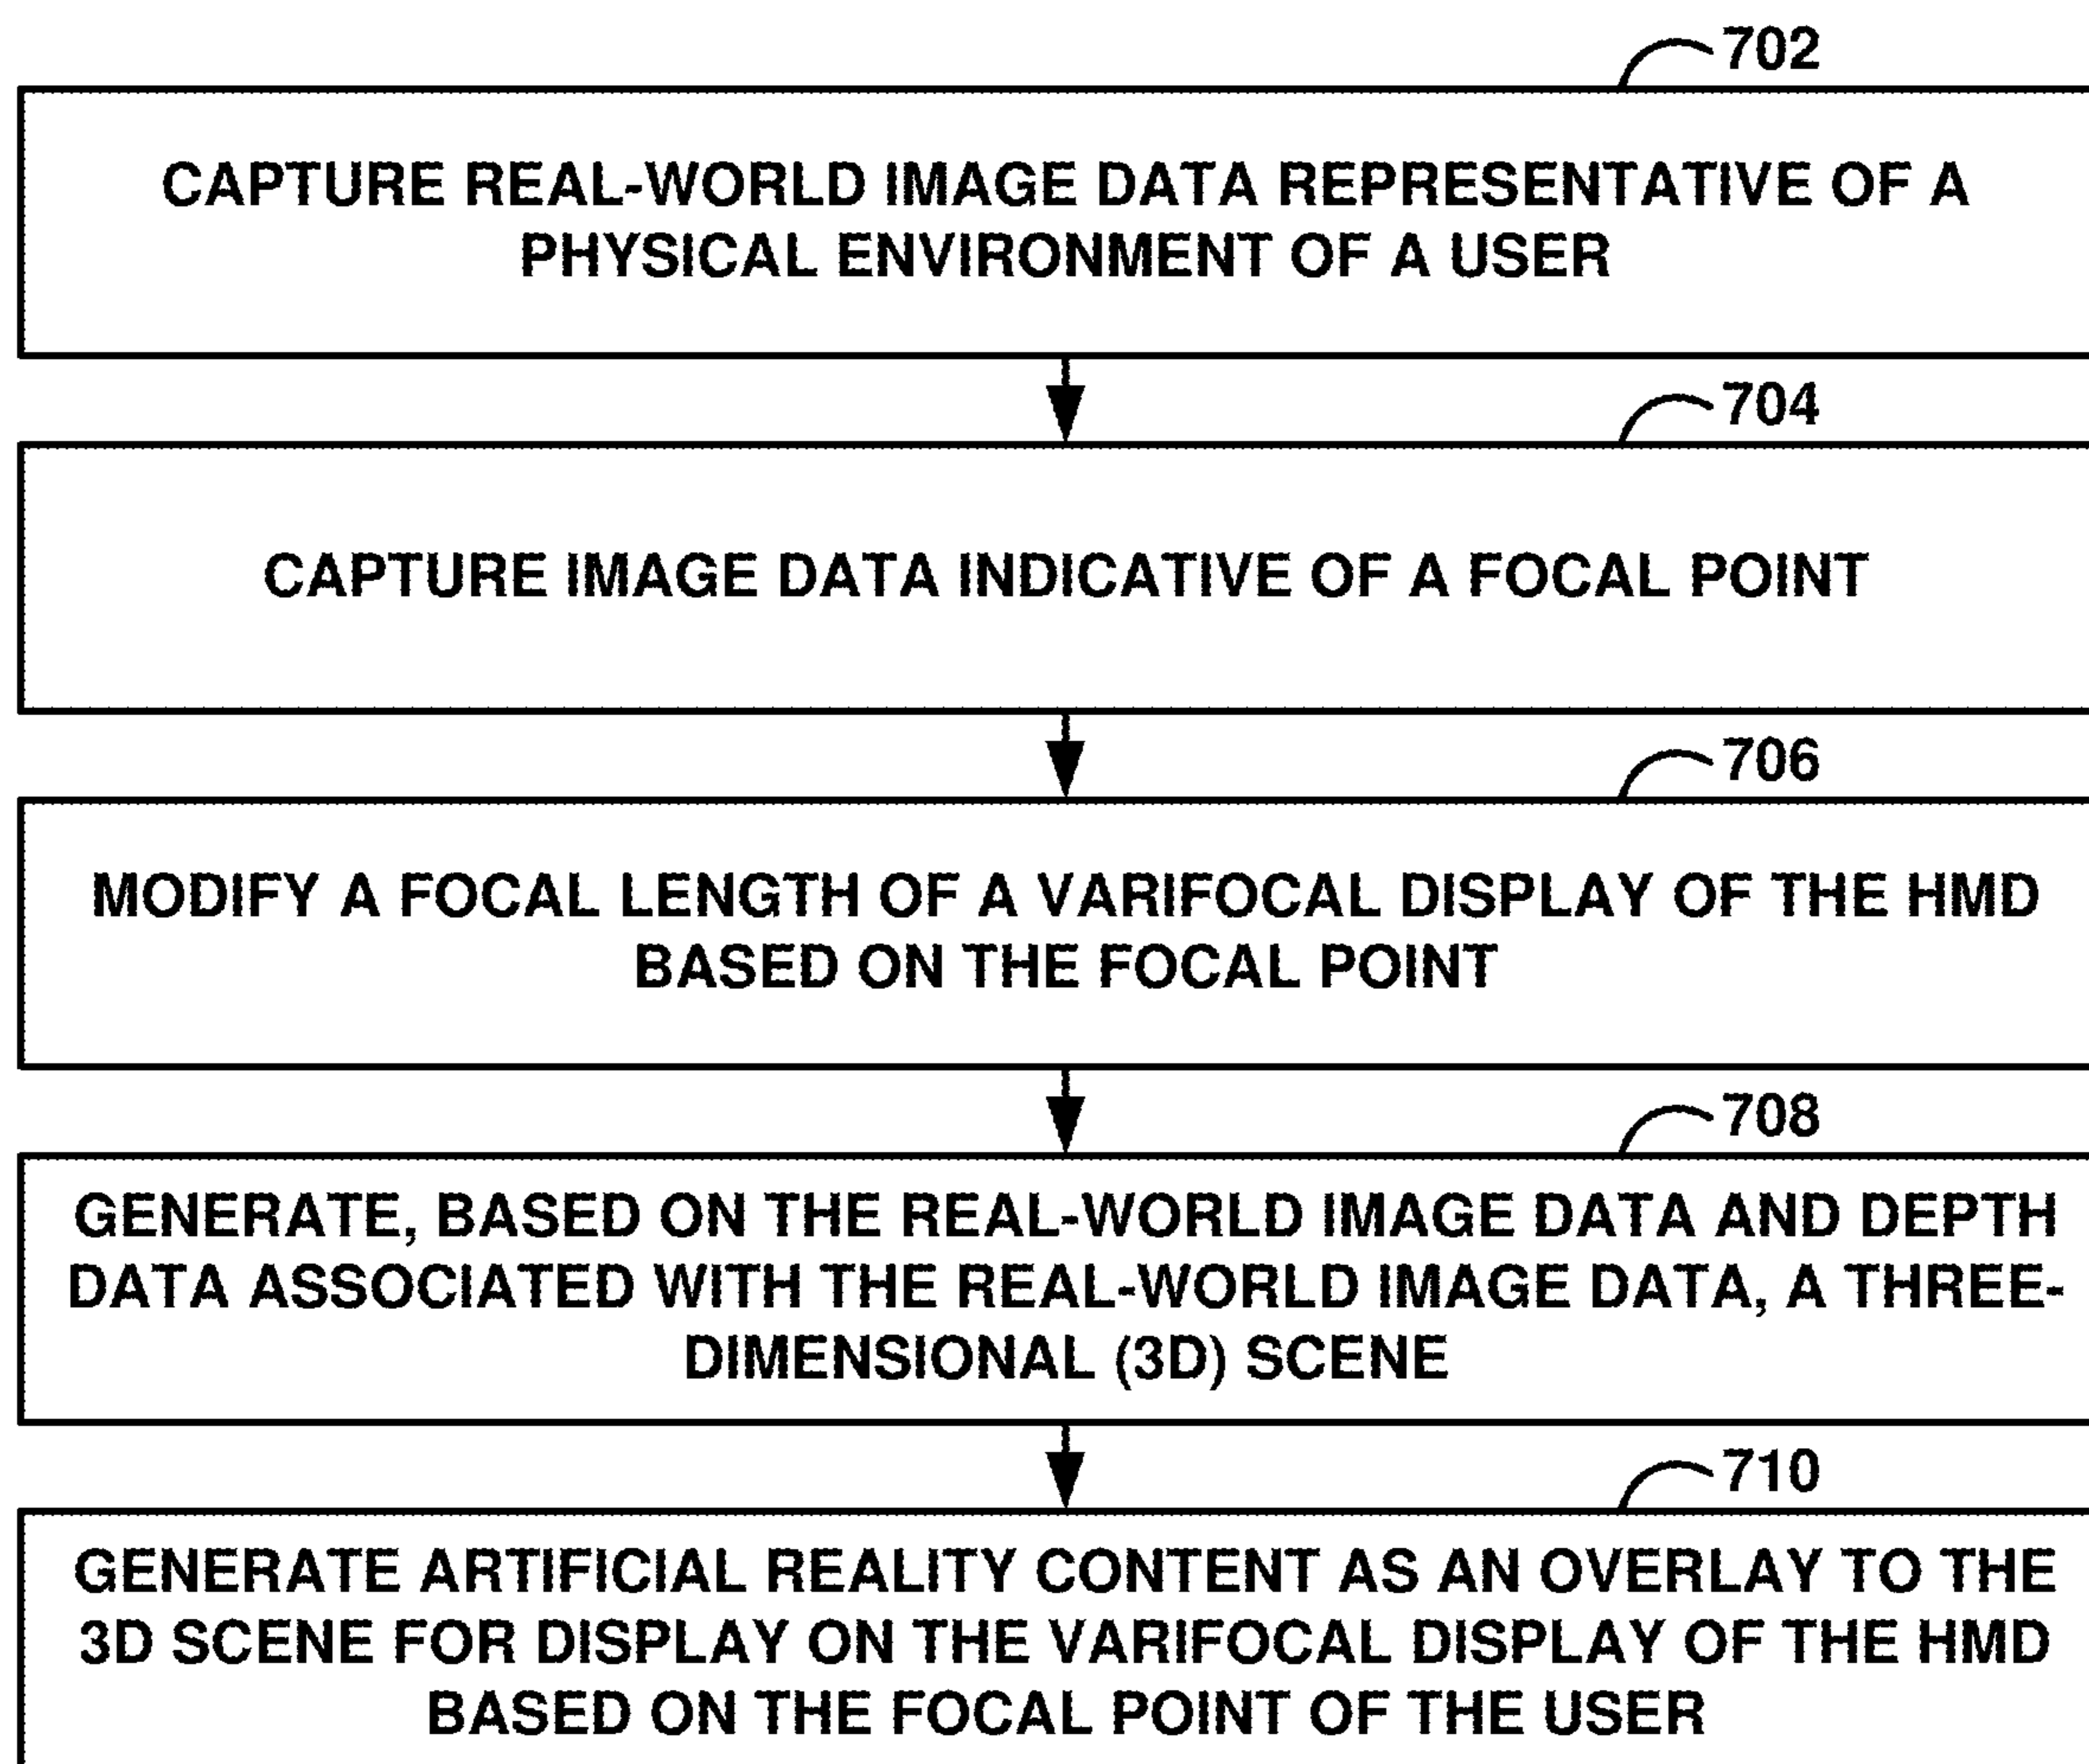 702
CAPTURE REAL-WORLD IMAGE DATA REPRESENTATIVE OF A
PHYSICAL ENVIRONMENT OF A USER
704
CAPTURE IMAGE DATA INDICATIVE OF A FOCAL POINT
706
MODIFY A FOCAL LENGTH OF A VARIFOCAL DISPLAY OF THE HMD
BASED ON THE FOCAL POINT
708
GENERATE, BASED ON THE REAL-WORLD IMAGE DATA AND DEPTH
DATA ASSOCIATED WITH THE REAL-WORLD IMAGE DATA, A THREE-
DIMENSIONAL (3D) SCENE
710
GENERATE ARTIFICIAL REALITY CONTENT AS AN OVERLAY TO THE
3D SCENE FOR DISPLAY ON THE VARIFOCAL DISPLAY OF THE HMD
BASED ON THE FOCAL POINT OF THE USER